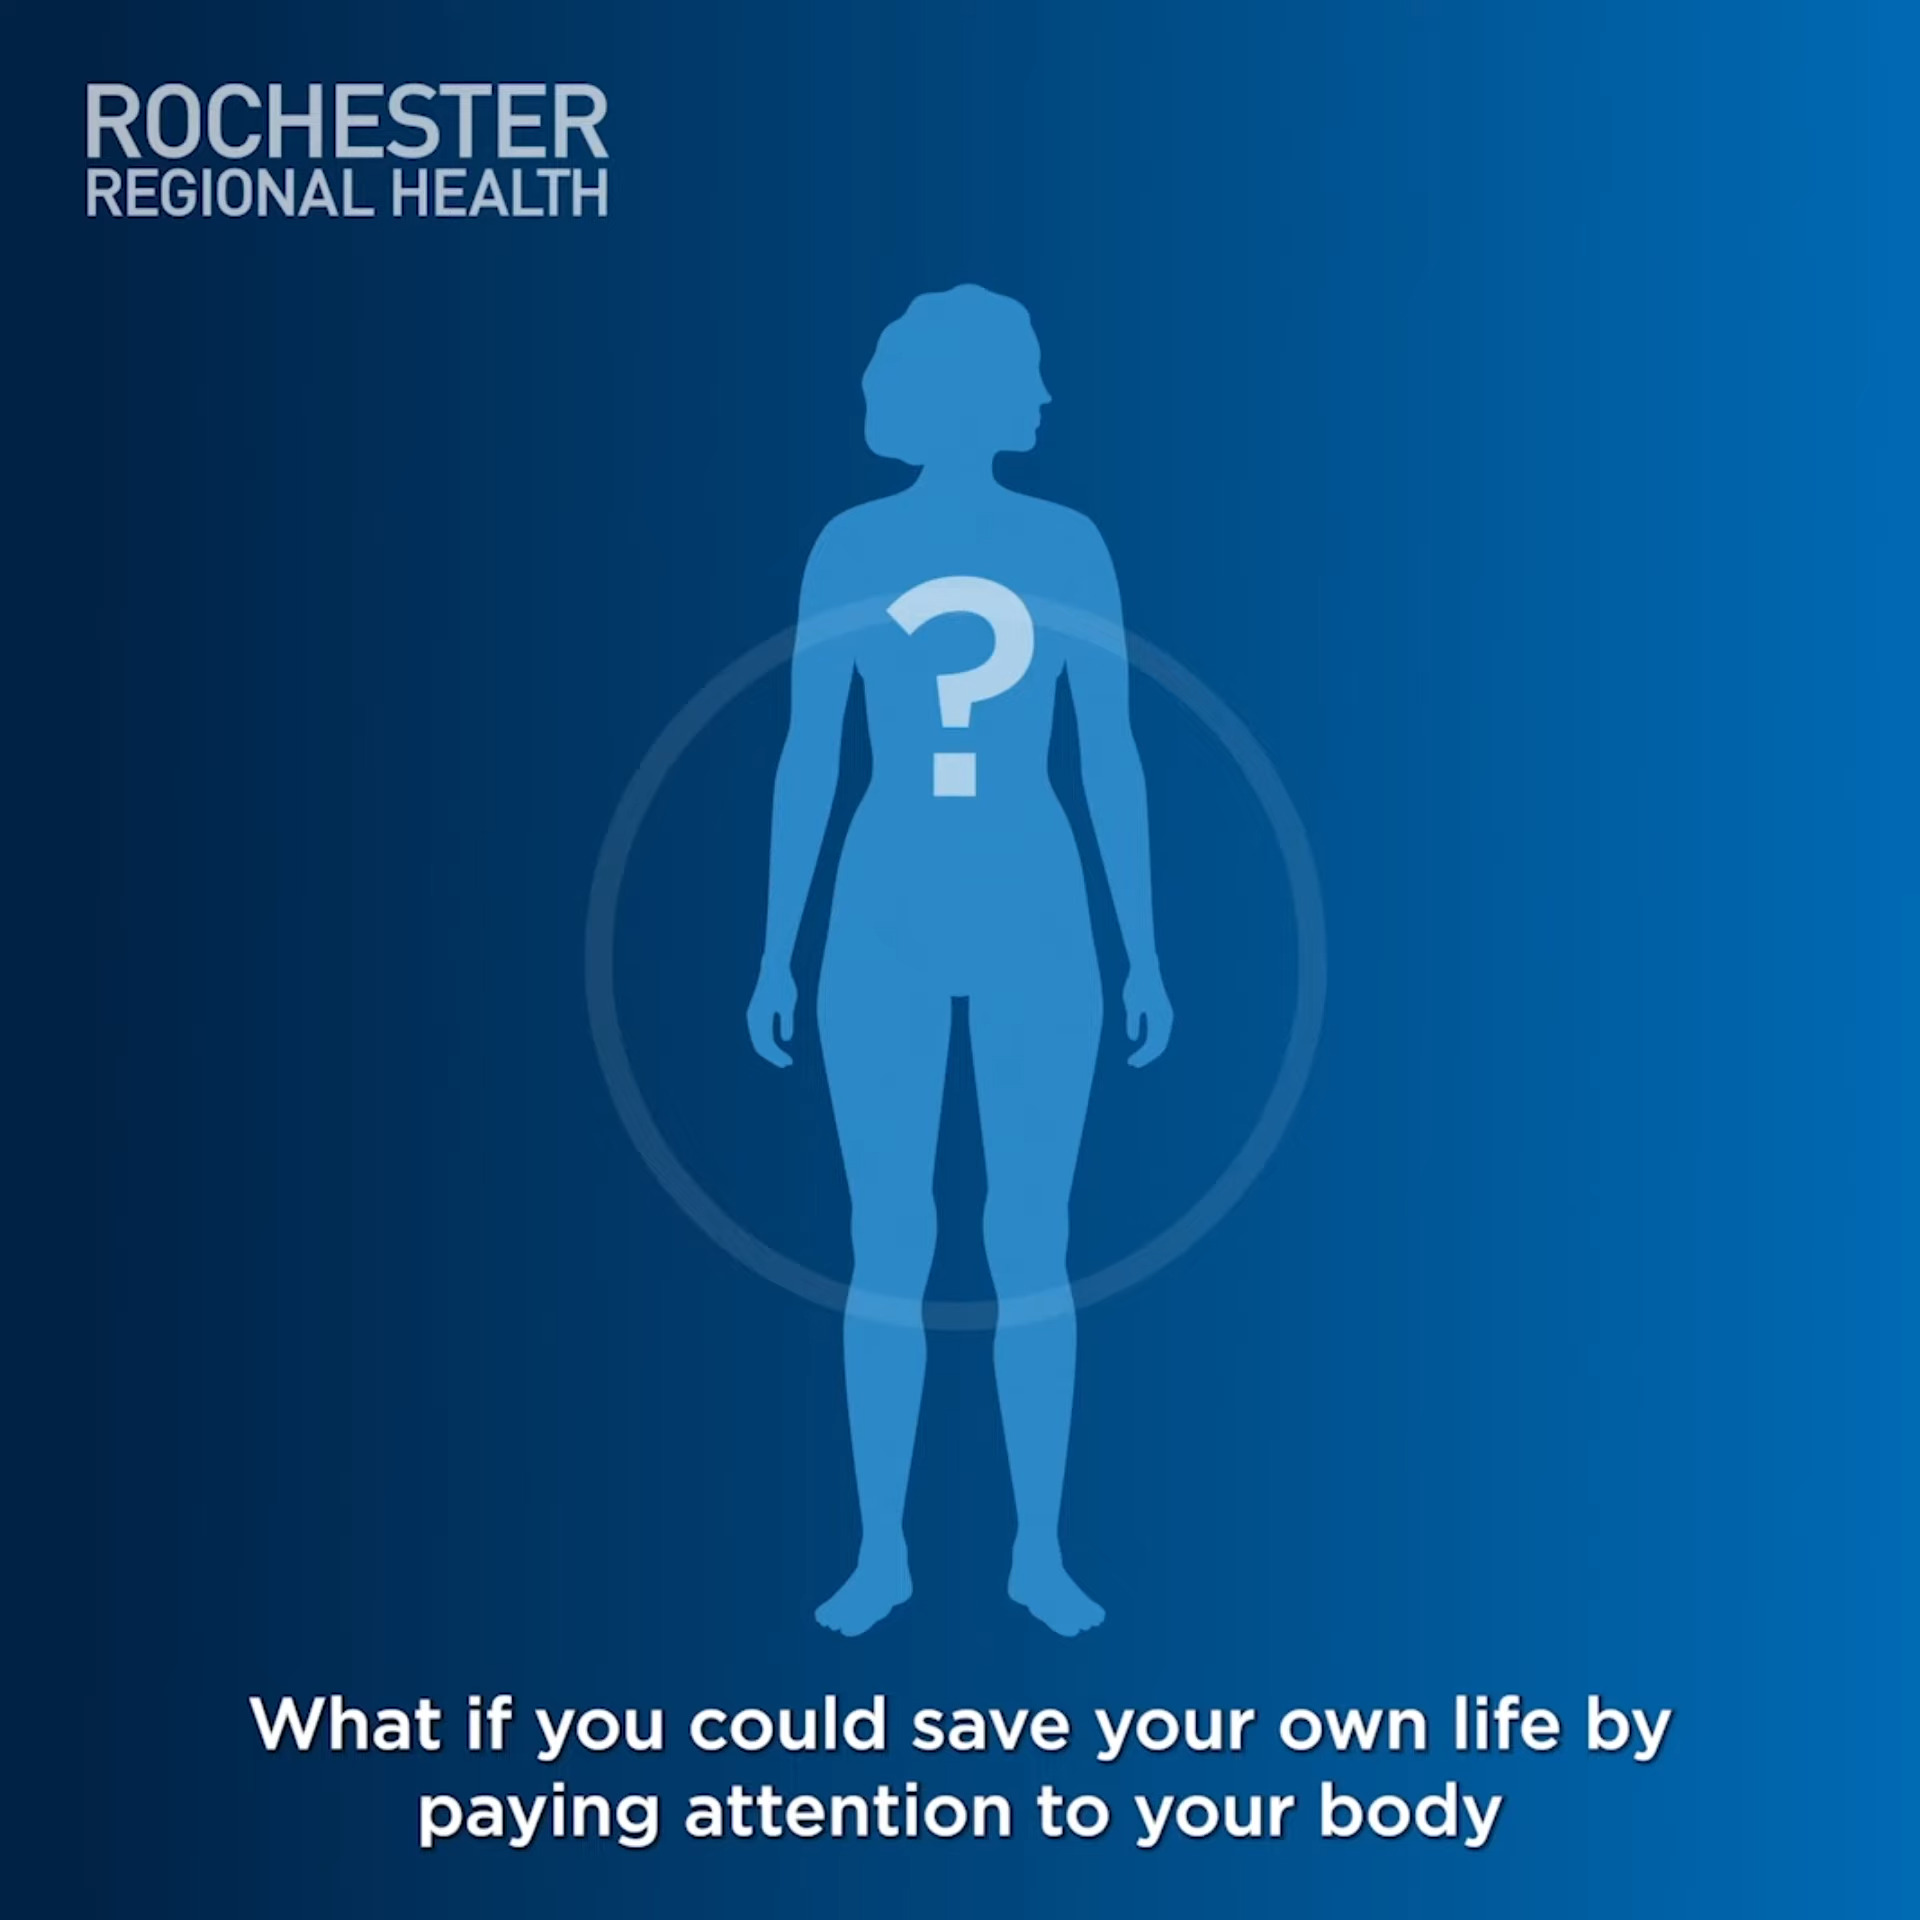 ROCHESTER
REGIONAL HEALTH
?
What if you could save your own life by
paying attention to your body